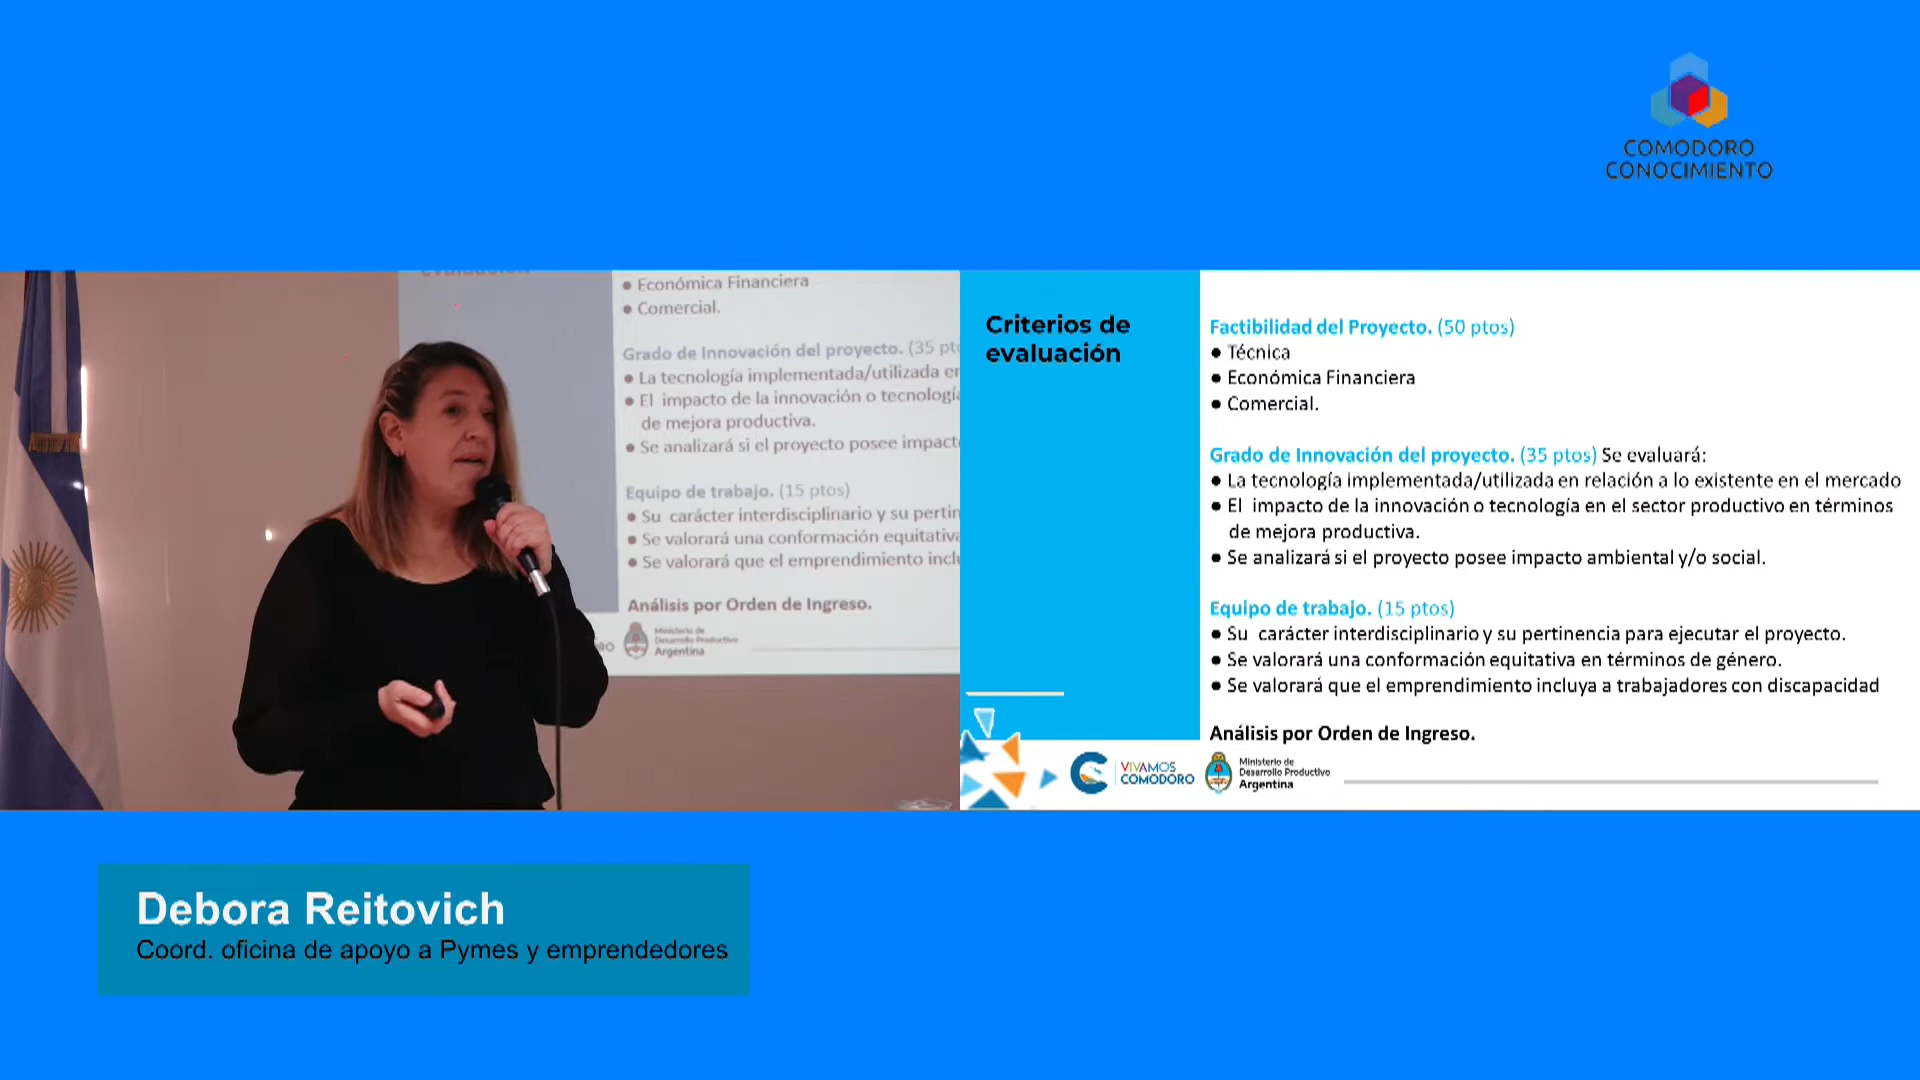 COMODORO
CONOCIMIENTO
Económica Financiera
Comercial.
Grado de Innovación del proyecto. (35
● La tecnología implementada/utilizada
● El impacto de la innovación o
de mejora productiva.
● Se analizará si el proyecto posee
Equipo de trabajo. (15 ptos)
● Su carácter interdisciplinario y su
● Se valorará una conformación
● Se valorará que el emprendimiento
Análisis por Orden de Ingreso.
Ministerio de
Desarrollo Productivo
Argentina
Criterios de
evaluación
Factibilidad del Proyecto. (50 ptos)
● Técnica
● Económica Financiera
● Comercial.
Grado de Innovación del proyecto. (35 ptos) Se evaluará:
● La tecnología implementada/utilizada en relación a lo existente en el mercado
● El impacto de la innovación o tecnología en el sector productivo en términos
de mejora productiva.
● Se analizará si el proyecto posee impacto ambiental y/o social.
Equipo de trabajo. (15 ptos)
● Su carácter interdisciplinario y su pertinencia para ejecutar el proyecto.
● Se valorará una conformación equitativa en términos de género.
● Se valorará que el emprendimiento incluya a trabajadores con discapacidad
Análisis por Orden de Ingreso.
VIVAMOS
COMODORO
Ministerio de
Desarrollo Productivo
Argentina
Debora Reitovich
Coord. oficina de apoyo a Pymes y emprendedores